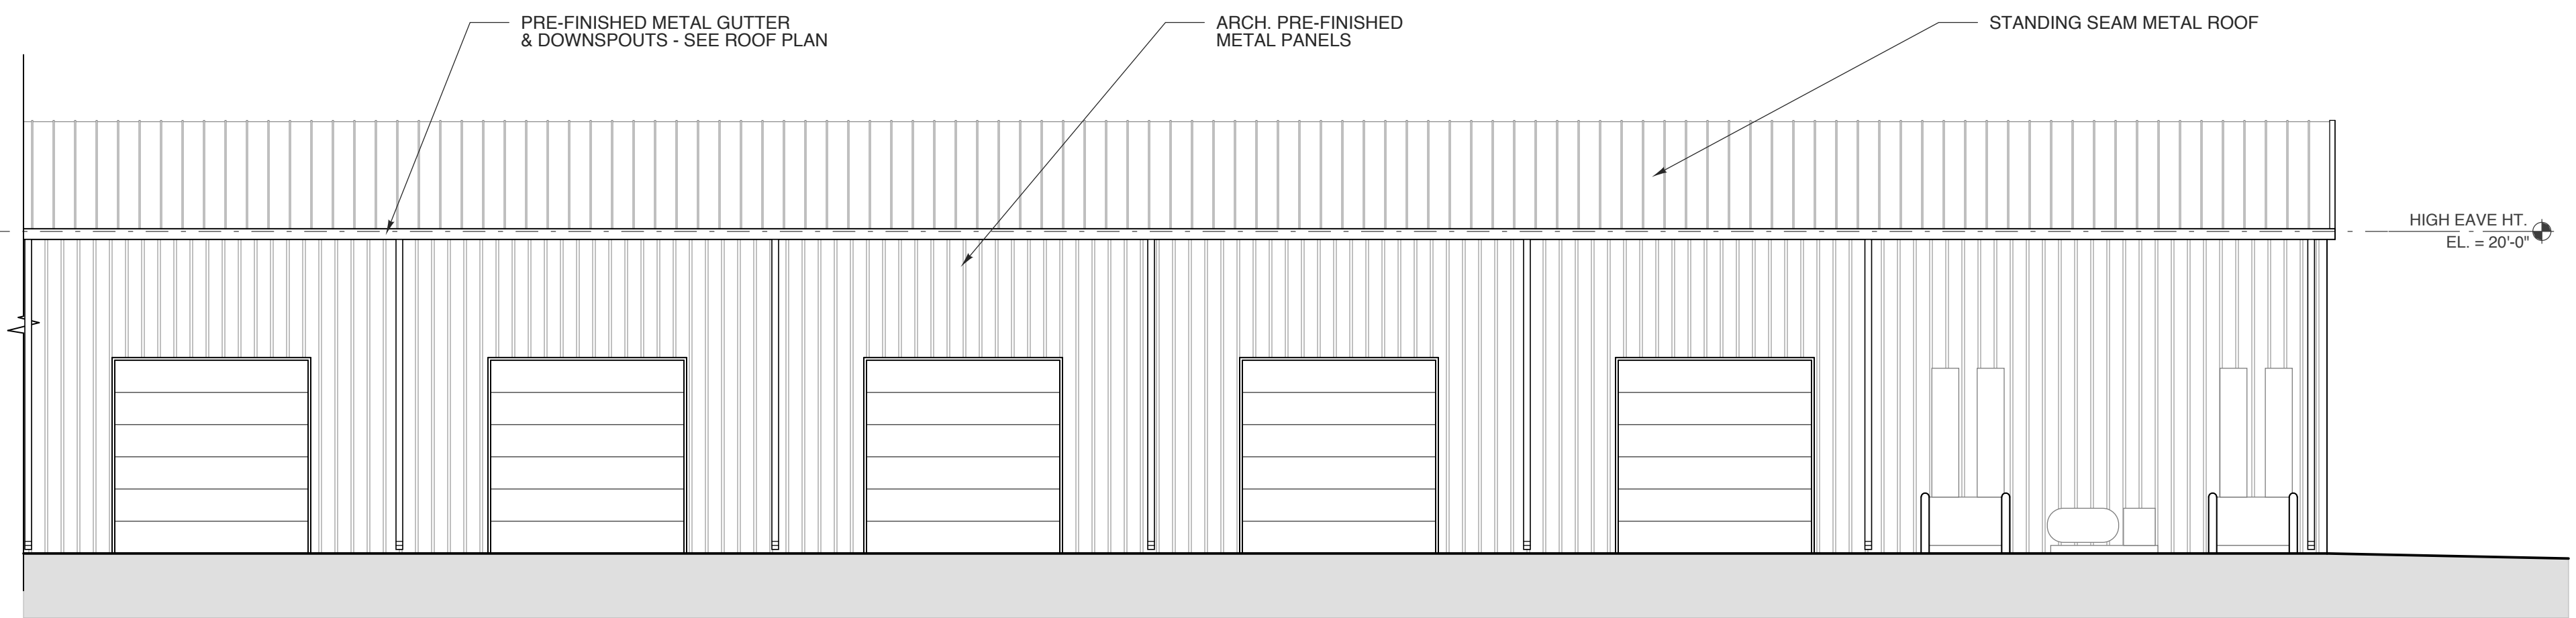 PRE-FINISHED METAL GUTTER
& DOWNSPOUTS - SEE ROOF PLAN
ARCH. PRE-FINISHED
METAL PANELS
STANDING SEAM METAL ROOF
HIGH EAVE HT.
EL. = 20'-0"